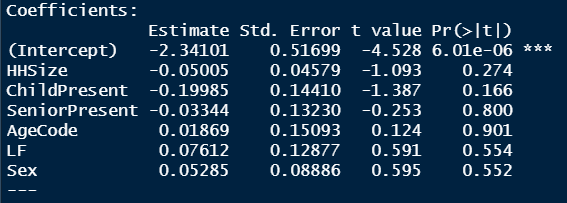 Coefficients:
Estimate Std. Error t value Pr(>|t|)
(Intercept) -2.34101 0.51699 -4.528 6.01e-06 ***
HHSize -0.05005 0.04579 -1.093 0.274
ChildPresent -0.19985 0.14410 -1.387 0.166
SeniorPresent -0.03344 0.13230 -0.253 0.800
AgeCode 0.01869 0.15093 0.124 0.901
LF 0.07612 0.12877 0.591 0.554
Sex 0.05285 0.08886 0.595 0.552
---